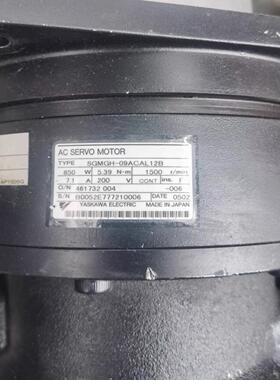 AC SERVO MOTOR
TYPE SGMGH-09ACAL12B
850 W 5.39 N·m 1500 r/min
7.1 A 200 V CONT INS. F
O/N 461732 004 -006
S/N B0052E777210006 DATE 0502
YASKAWA ELECTRIC MADE IN JAPAN